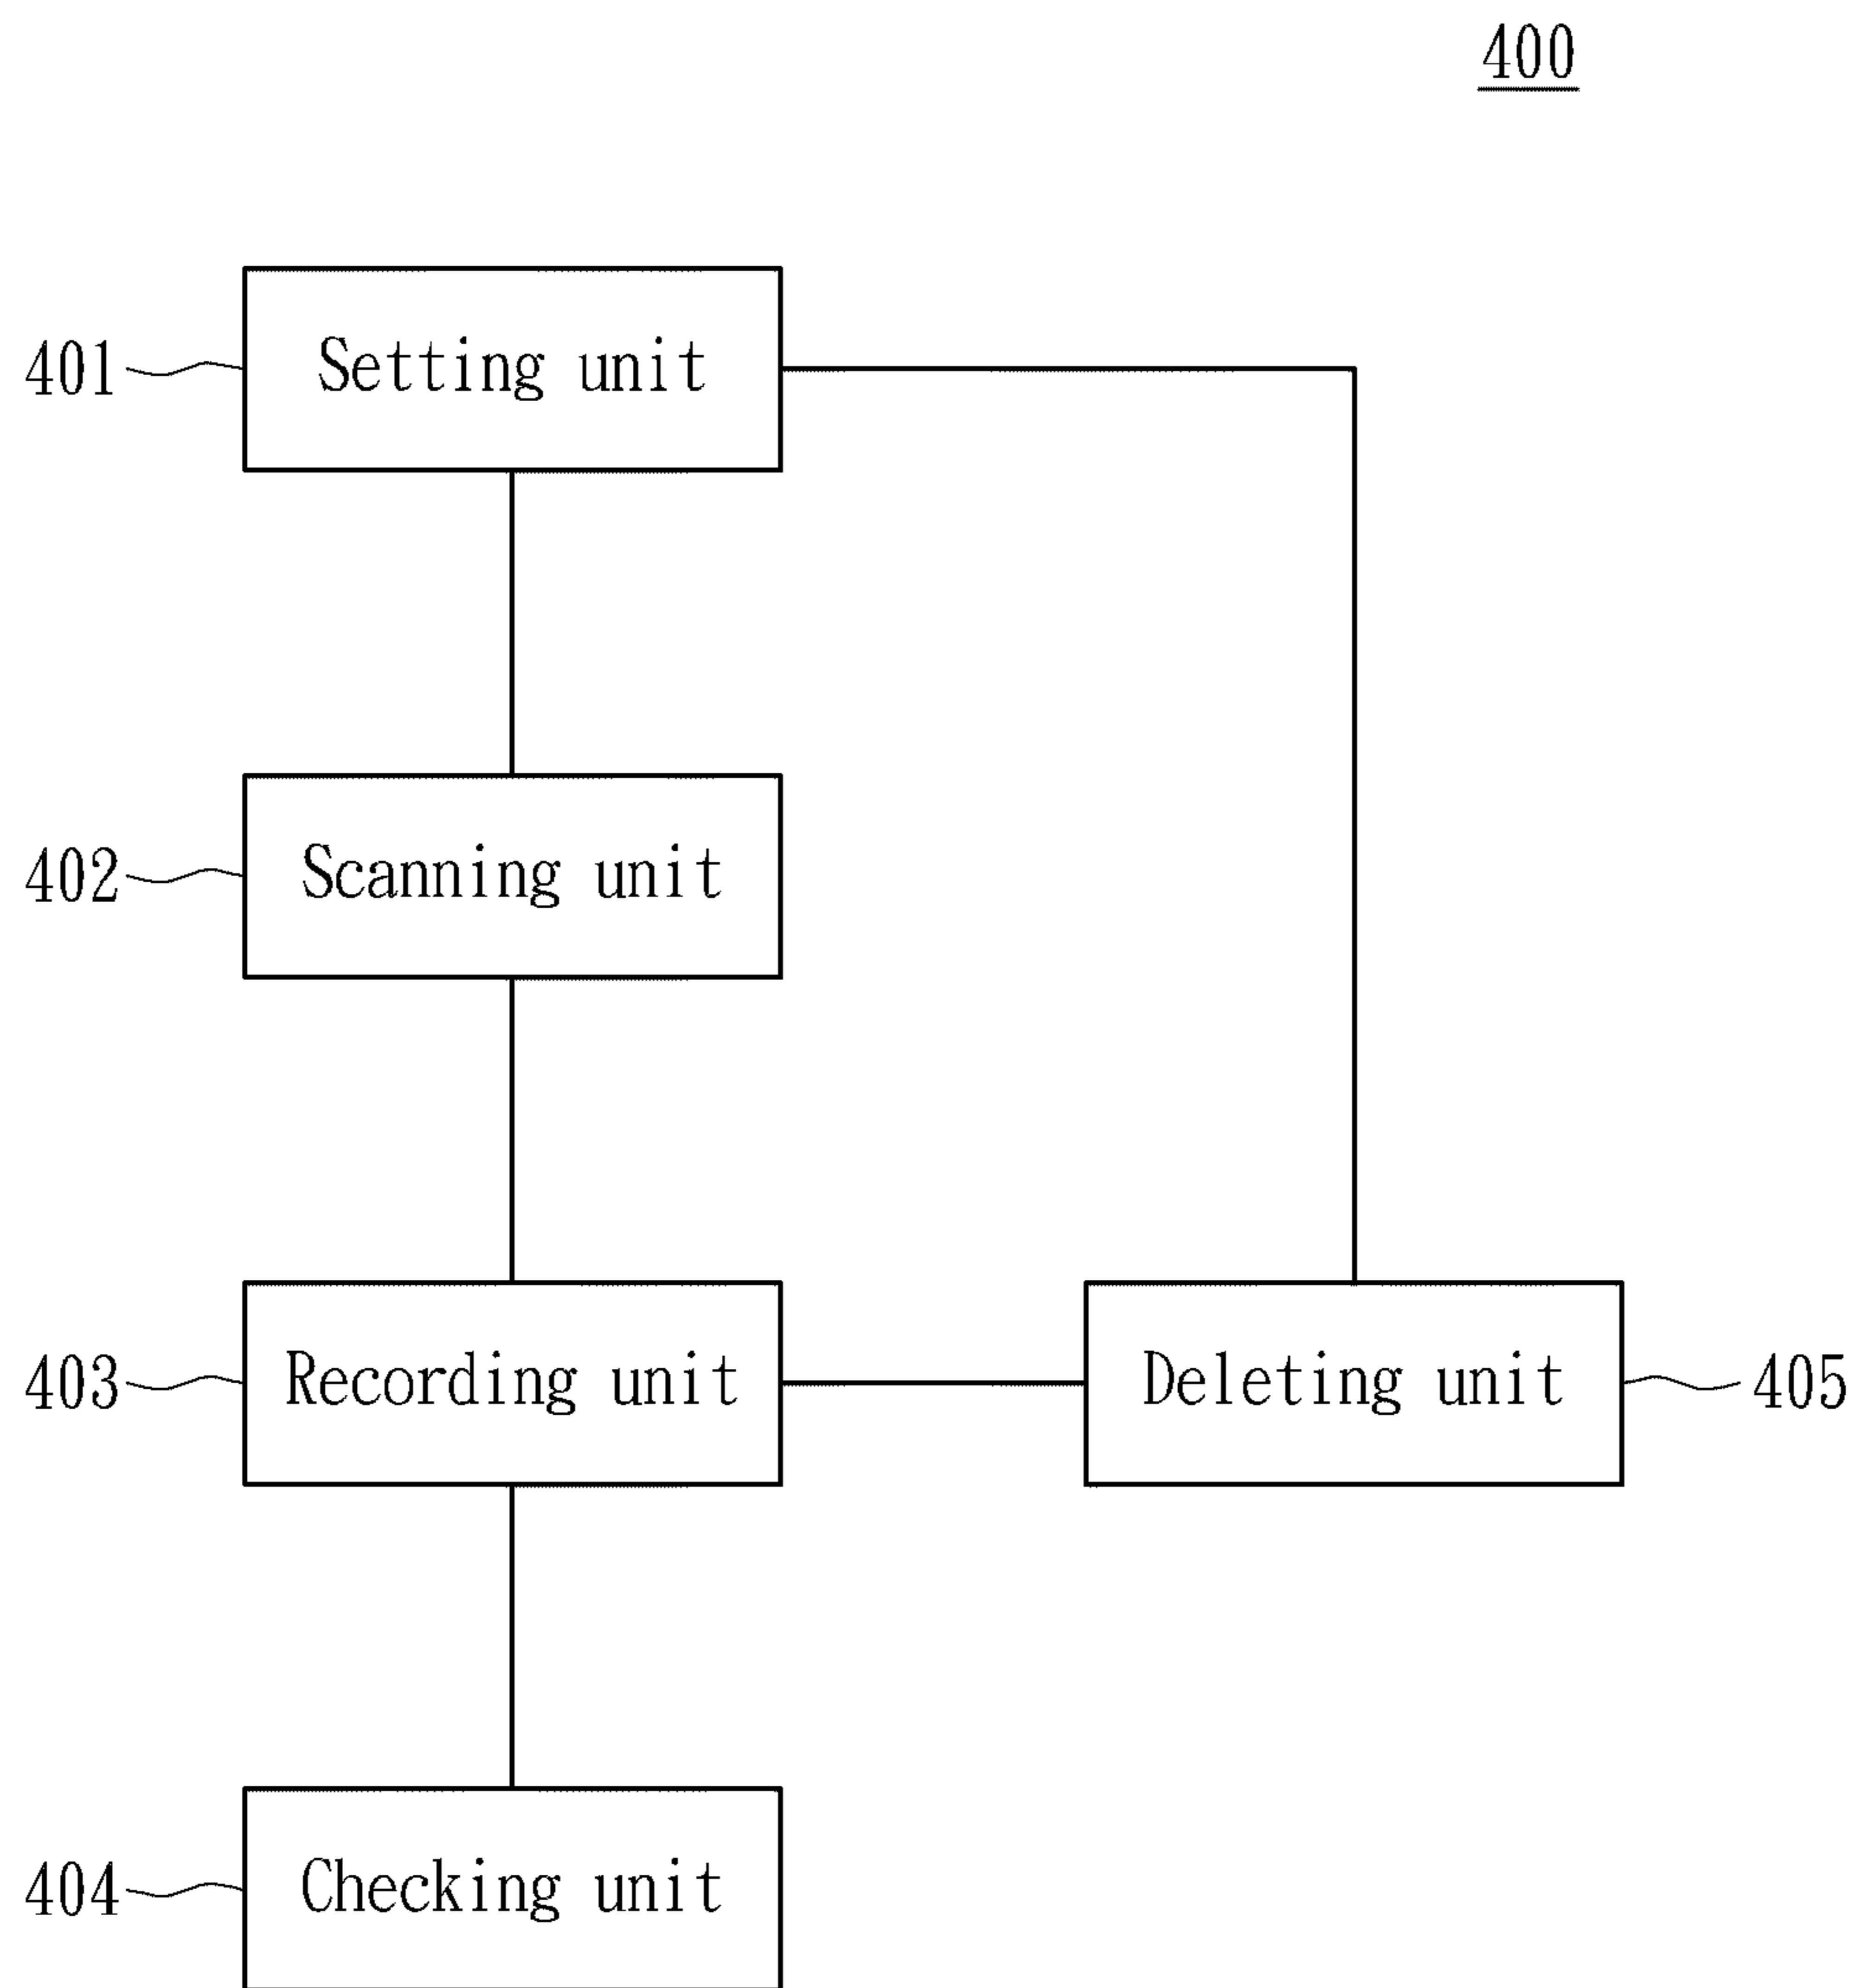 400
401 Setting unit
402 Scanning unit
403 Recording unit Deleting unit 405
404 Checking unit